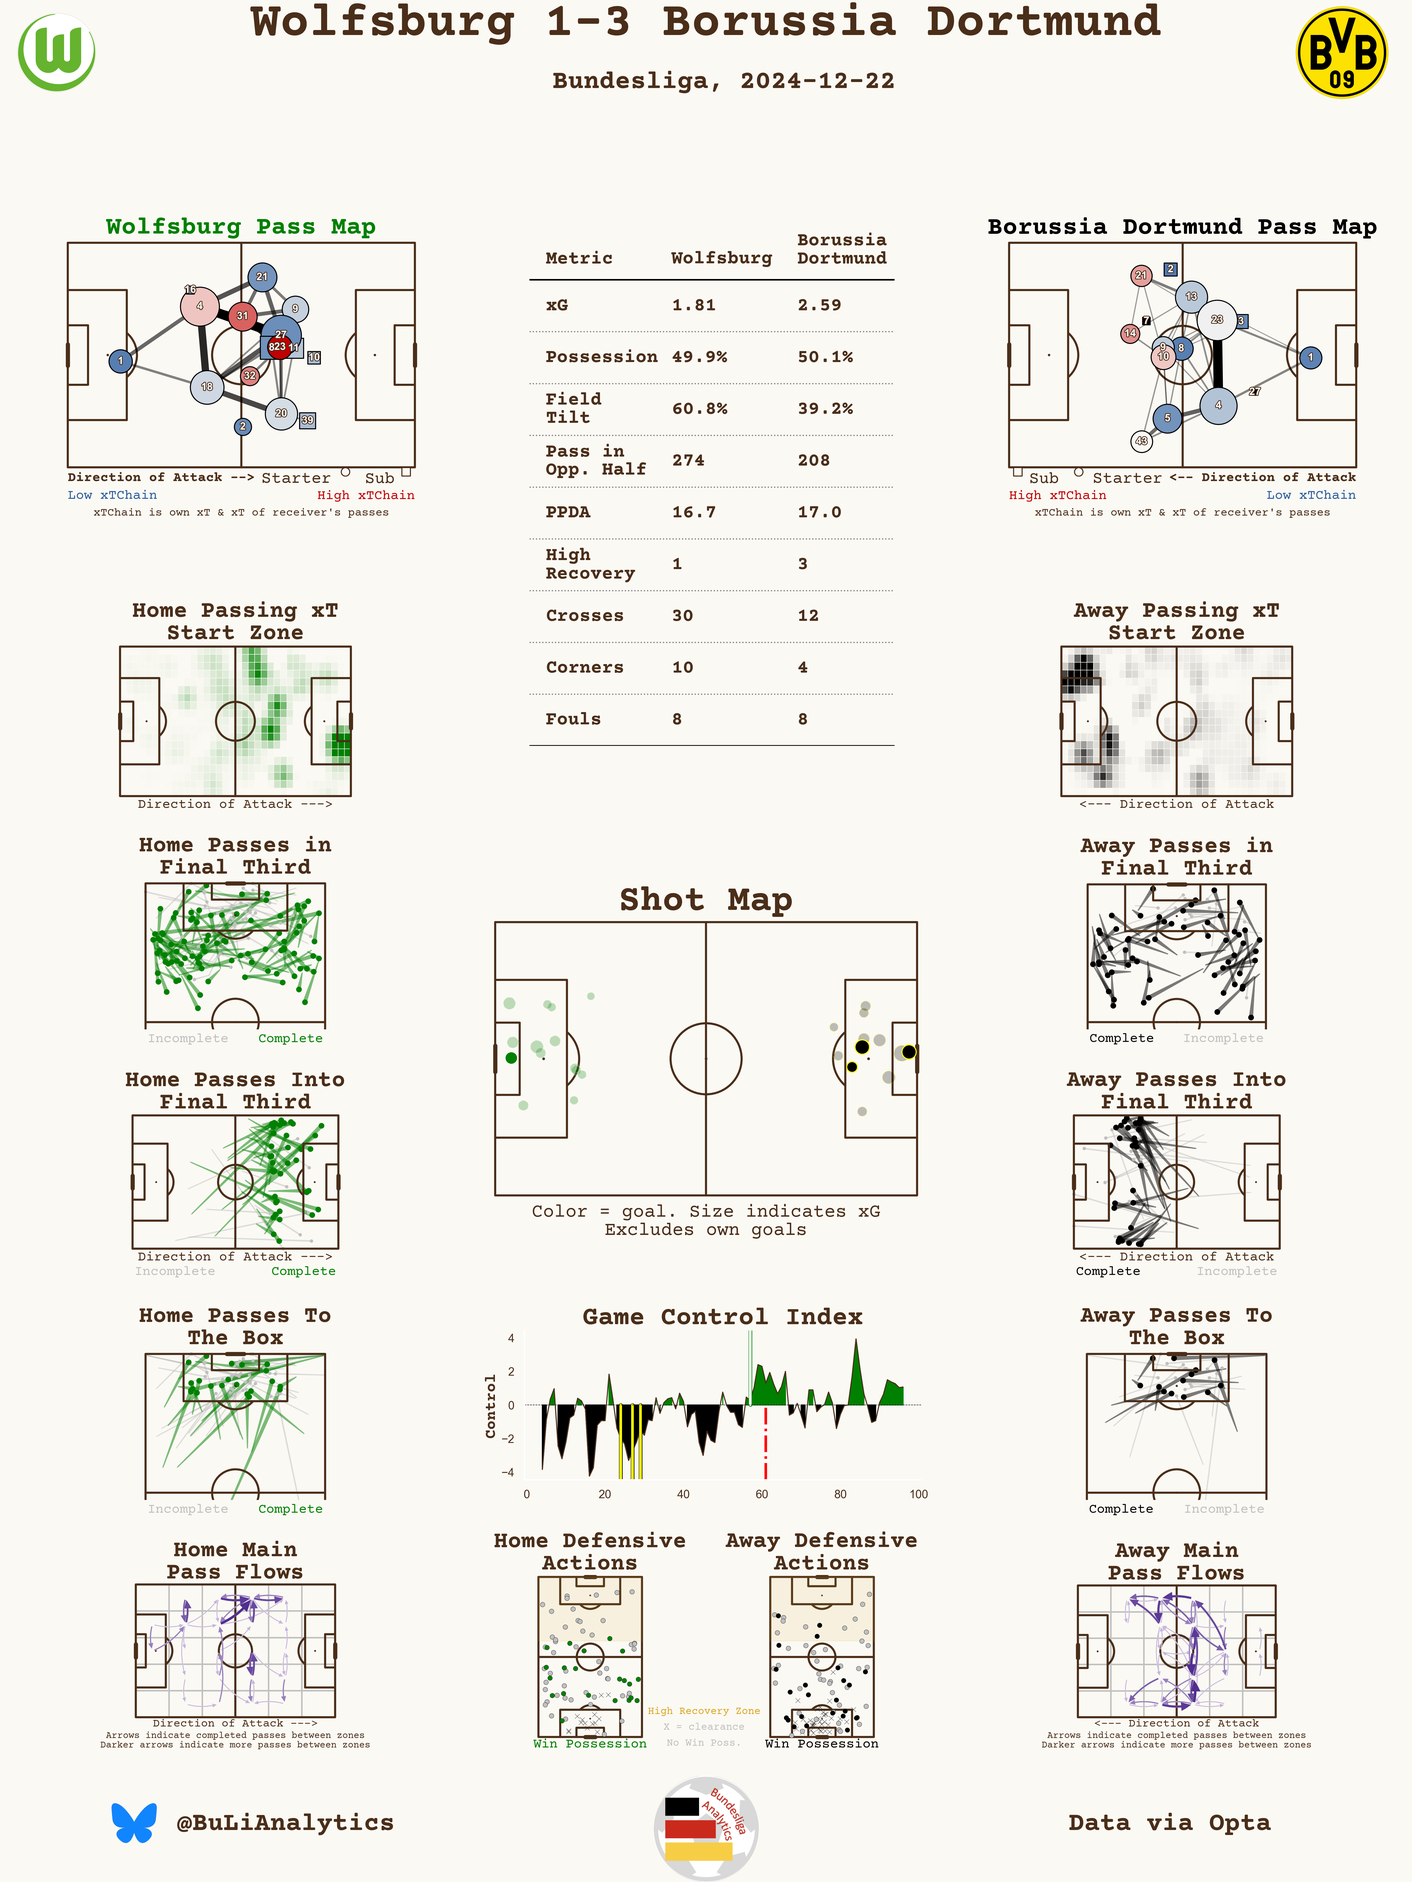 Wolfsburg 1-3 Borussia Dortmund
Bundesliga, 2024-12-22
BVB
09
Wolfsburg Pass Map
16
4
21
31
9
27
8
23
11
10
1
18
32
20
39
2
Direction of Attack --> Starter Sub
Low xTChain High xTChain
xTChain is own xT & xT of receiver's passes
Metric Wolfsburg Borussia Dortmund
xG 1.81 2.59
Possession 49.9% 50.1%
Field Tilt 60.8% 39.2%
Pass in Opp. Half 274 208
PPDA 16.7 17.0
High Recovery 1 3
Crosses 30 12
Corners 10 4
Fouls 8 8
Borussia Dortmund Pass Map
21
2
13
7
14
23
3
9
8
10
1
27
4
5
43
Sub Starter <-- Direction of Attack
High xTChain Low xTChain
xTChain is own xT & xT of receiver's passes
Home Passing xT
Start Zone
Direction of Attack --->
Away Passing xT
Start Zone
<--- Direction of Attack
Home Passes in
Final Third
Incomplete Complete
Away Passes in
Final Third
Complete Incomplete
Shot Map
Color = goal. Size indicates xG
Excludes own goals
Home Passes Into
Final Third
Direction of Attack --->
Incomplete Complete
Away Passes Into
Final Third
<--- Direction of Attack
Complete Incomplete
Home Passes To
The Box
Incomplete Complete
Game Control Index
Control
4
2
0
−2
−4
0 20 40 60 80 100
Away Passes To
The Box
Complete Incomplete
Home Main
Pass Flows
Direction of Attack --->
Arrows indicate completed passes between zones
Darker arrows indicate more passes between zones
Home Defensive
Actions
Win Possession
Away Defensive
Actions
Win Possession
High Recovery Zone
X = clearance
No Win Poss.
Away Main
Pass Flows
<--- Direction of Attack
Arrows indicate completed passes between zones
Darker arrows indicate more passes between zones
@BuLiAnalytics
Bundesliga
Analytics
Data via Opta